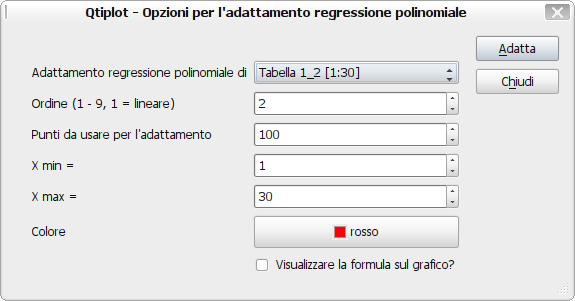 Qtiplot - Opzioni per l'adattamento regressione polinomiale
Adatta
Adattamento regressione polinomiale di Tabella 1_2 [1:30]
Chiudi
Ordine (1 - 9, 1 = lineare) 2
Punti da usare per l'adattamento 100
X min = 1
X max = 30
Colore rosso
Visualizzare la formula sul grafico?